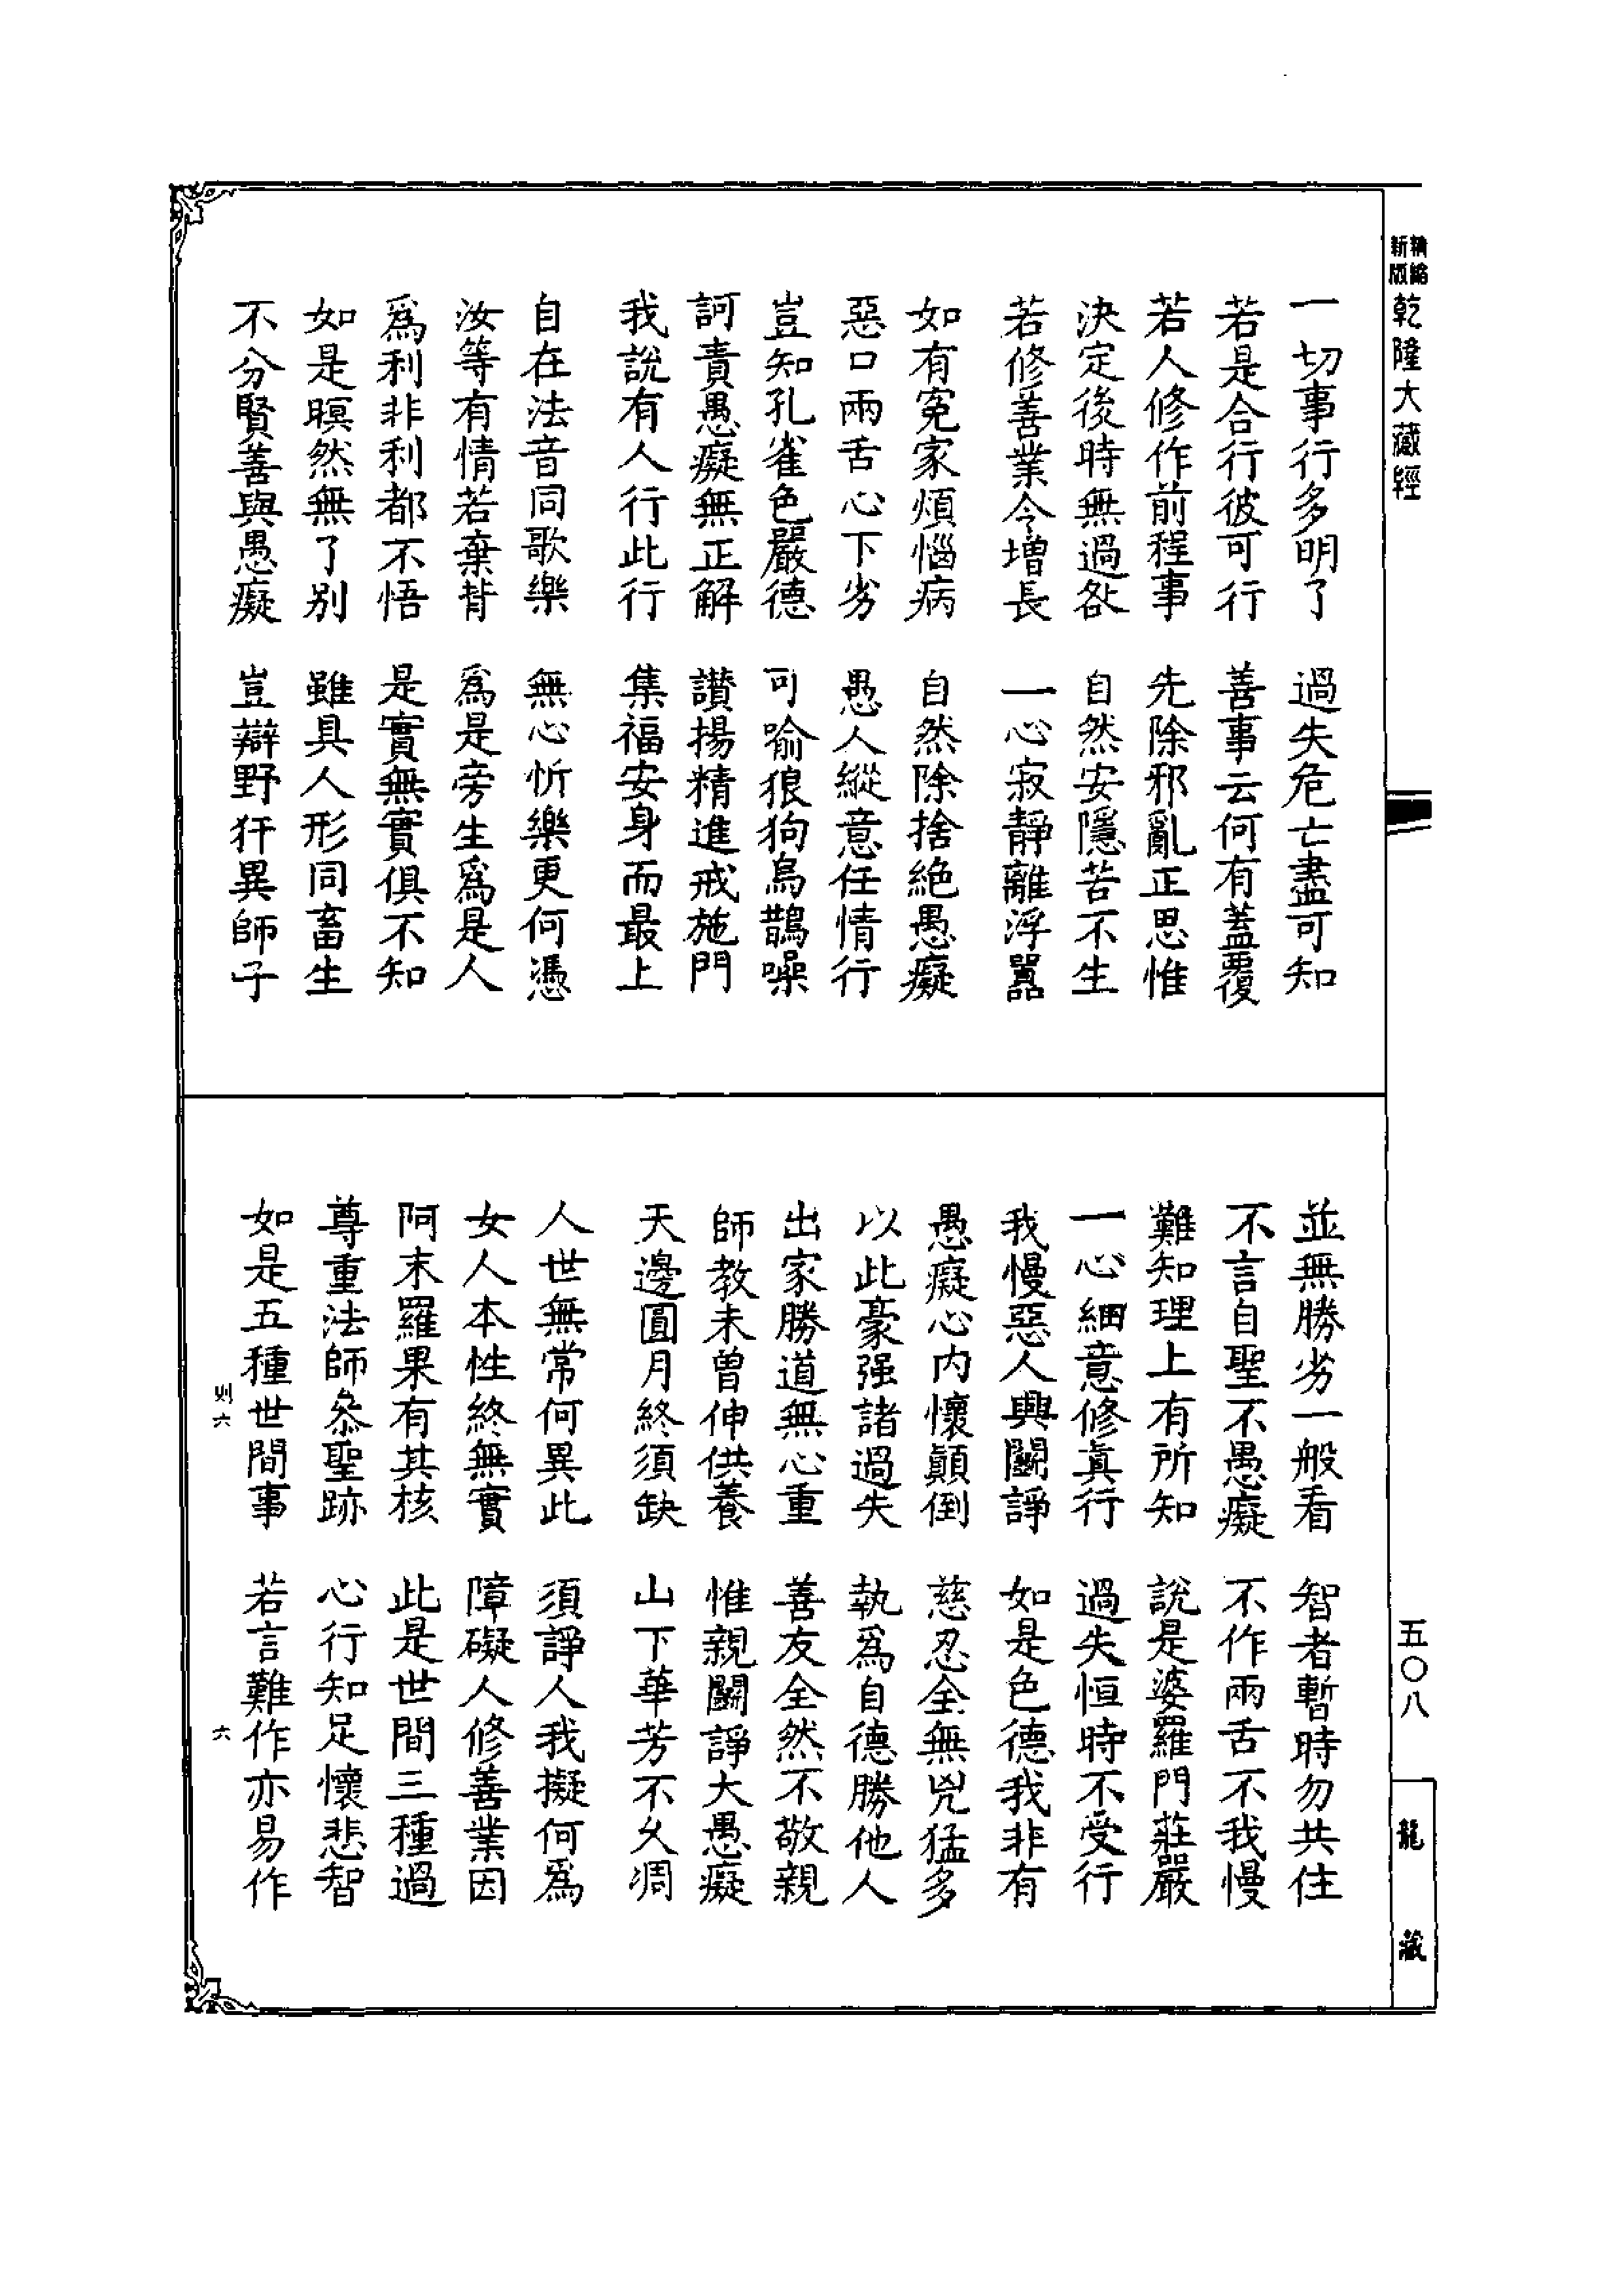 精縮
新版
乾隆大藏經
一切事行多明了 過失危亡盡可知
若是合行彼可行 善事云何有蓋覆
若人修作前程事 先除邪亂正思惟
決定後時無過咎 自然安隱苦不生
若修善業令增長 一心寂靜離浮囂
如有冤家煩惱病 自然除捨絶愚癡
惡口兩舌心下劣 愚人縱意任情行
豈知孔雀色嚴德 可喻狼狗鳥鵲噪
訶責愚癡無正解 讚揚精進戒施門
我說有人行此行 集福安身而最上
自在法音同歌樂 無心忻樂更何憑
汝等有情若棄背 爲是旁生爲是人
爲利非利都不悟 是實無實俱不知
如是暝然無了別 雖具人形同畜生
不分賢善與愚癡 豈辯野犴異師子
並無勝劣一般看 智者暫時勿共住
不言自聖不愚癡 不作兩舌不我慢
難知理上有所知 說是婆羅門莊嚴
一心細意修眞行 過失恒時不受行
我慢惡人興鬭諍 如是色德我非有
愚癡心内懷顚倒 慈忍全無兇猛多
以此豪强諸過失 執爲自德勝他人
出家勝道無心重 善友全然不敬親
師教未曾伸供養 惟親鬭諍大愚癡
天邊圓月終須缺 山下華芳不久凋
人世無常何異此 須諍人我擬何爲
女人本性終無實 障礙人修善業因
阿末羅果有其核 此是世間三種過
尊重法師叅聖跡 心行知足懷悲智
如是五種世間事 若言難作亦易作
則六 六
五〇八
龍藏